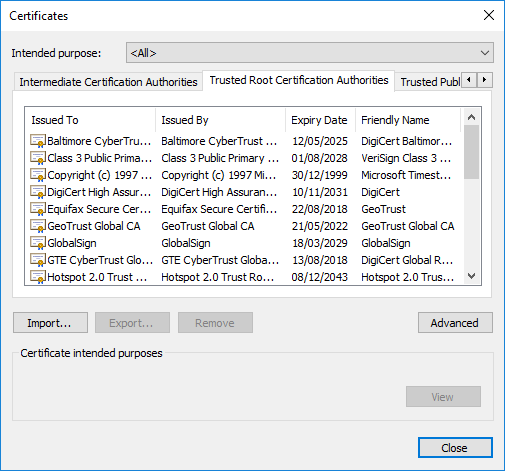 Certificates
Intended purpose: <All>
Intermediate Certification Authorities Trusted Root Certification Authorities Trusted Publ
Issued To Issued By Expiry Date Friendly Name
Baltimore CyberTru... Baltimore CyberTrust ... 12/05/2025 DigiCert Baltimor...
Class 3 Public Prima... Class 3 Public Primary ... 01/08/2028 VeriSign Class 3 ...
Copyright (c) 1997 ... Copyright (c) 1997 Mi... 30/12/1999 Microsoft Timest...
DigiCert High Assuran... DigiCert High Assuran... 10/11/2031 DigiCert
Equifax Secure Certi... Equifax Secure Certifi... 22/08/2018 GeoTrust
GeoTrust Global CA GeoTrust Global CA 21/05/2022 GeoTrust Global CA
GlobalSign GlobalSign 18/03/2029 GlobalSign
GTE CyberTrust Glo... GTE CyberTrust Globa... 13/08/2018 DigiCert Global R...
Hotspot 2.0 Trust ... Hotspot 2.0 Trust Ro... 08/12/2043 Hotspot 2.0 Trus...
Import... Export... Remove Advanced
Certificate intended purposes
View
Close